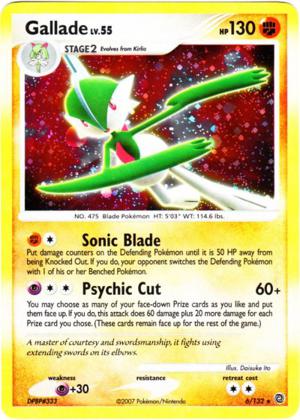 Gallade LV.55
HP 130
STAGE2 Evolves from Kirlia
NO. 475 Blade Pokémon HT: 5'03" WT: 114.6 lbs.
Sonic Blade
Put damage counters on the Defending Pokémon until it is 50 HP away from
being Knocked Out. If you do, your opponent switches the Defending Pokémon
with 1 of his or her Benched Pokémon.
Psychic Cut 60+
You may choose as many of your face-down Prize cards as you like and put
them face up. If you do, this attack does 60 damage plus 20 more damage for each
Prize card you chose. (These cards remain face up for the rest of the game.)
A master of courtesy and swordsmanship, it fights using
extending swords on its elbows.
Illus. Daisuke Ito
weakness resistance retreat cost
+30
DPBP#333 ©2007 Pokémon/Nintendo 6/132 ★